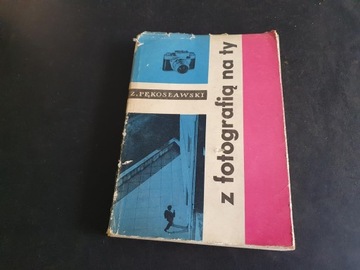 Z. PĘKOSŁAWSKI
z fotografią na ty